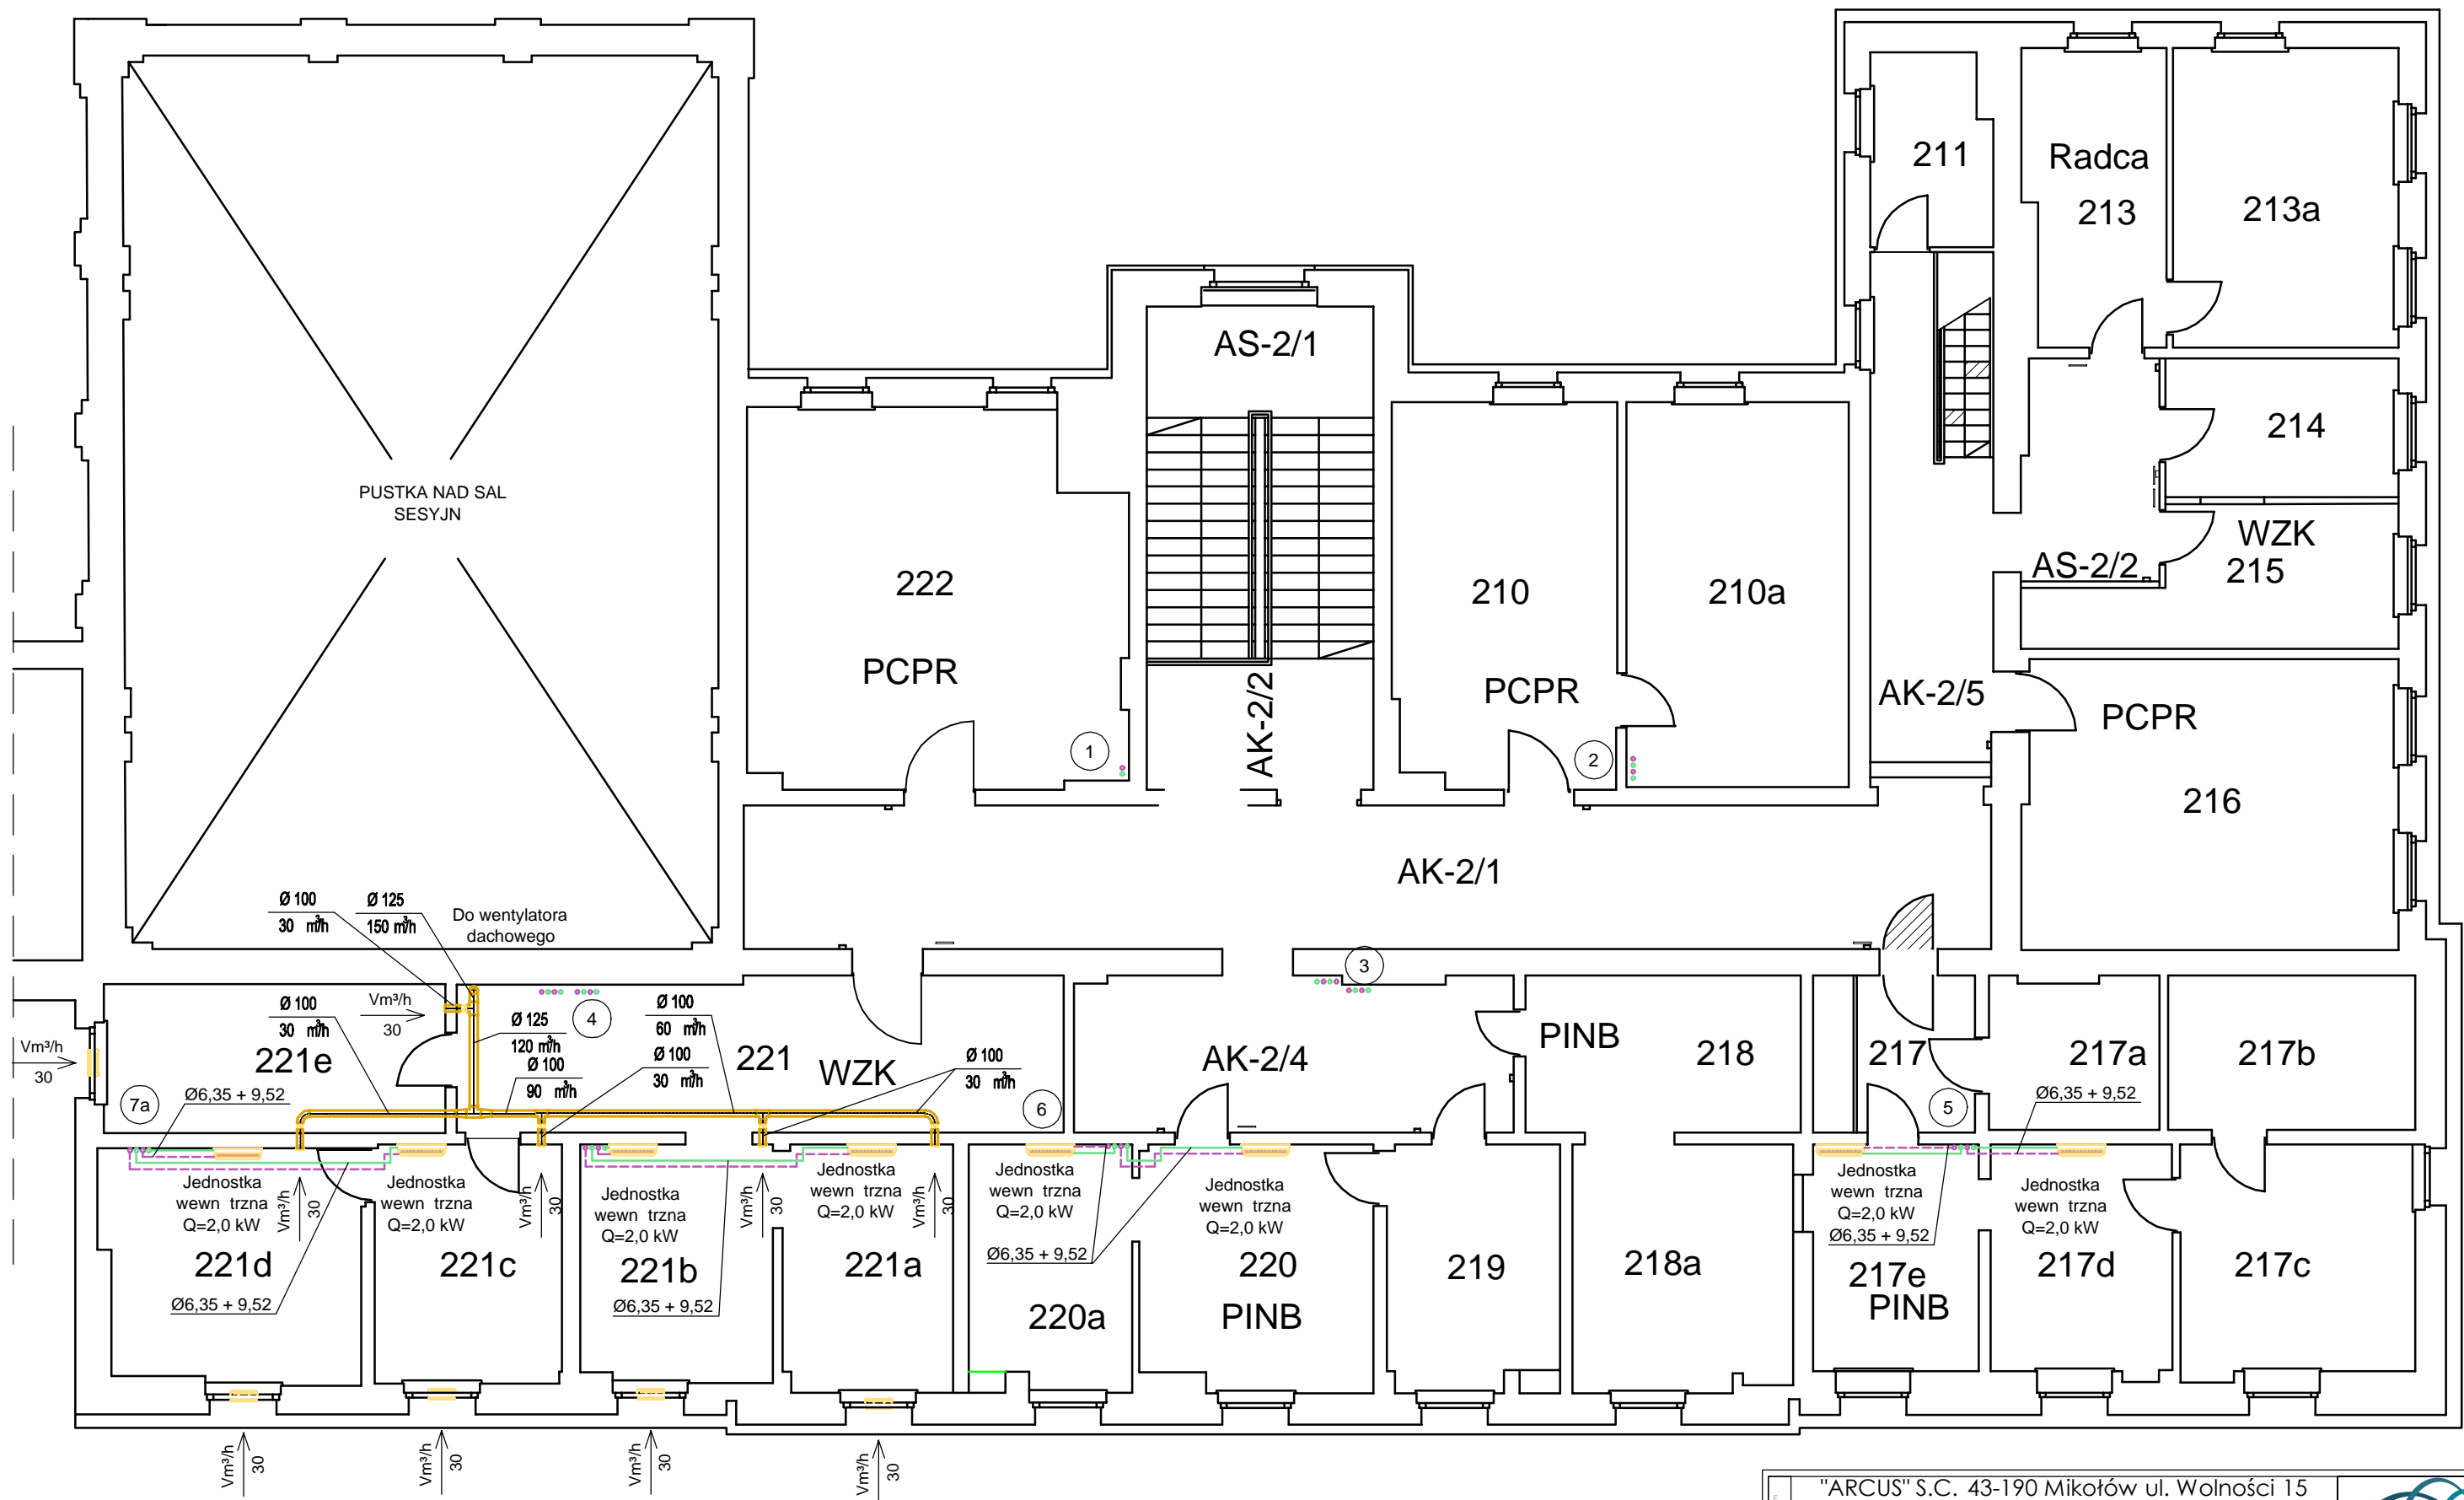 211
Radca
213
213a
AS-2/1
214
PUSTKA NAD SAL
SESYJN
WZK
215
AS-2/2
222
PCPR
210
PCPR
210a
AK-2/2
AK-2/5
PCPR
216
1
2
AK-2/1
Ø 100
30 m³/h
Ø 125
150 m³/h
Do wentylatora
dachowego
3
Vm³/h
30
Ø 100
30 m³/h
Vm³/h
30
221e
Ø 125
120 m³/h
4
Ø 100
60 m³/h
Ø 100
90 m³/h
Ø 100
30 m³/h
221
WZK
Ø 100
30 m³/h
AK-2/4
PINB
218
217
217a
217b
7a
Ø6,35 + 9,52
6
5
Ø6,35 + 9,52
Jednostka
wewn trzna
Q=2,0 kW
Vm³/h
30
Jednostka
wewn trzna
Q=2,0 kW
Vm³/h
30
Jednostka
wewn trzna
Q=2,0 kW
Vm³/h
30
Jednostka
wewn trzna
Q=2,0 kW
Vm³/h
30
Jednostka
wewn trzna
Q=2,0 kW
Jednostka
wewn trzna
Q=2,0 kW
Jednostka
wewn trzna
Q=2,0 kW
Ø6,35 + 9,52
Jednostka
wewn trzna
Q=2,0 kW
221d
Ø6,35 + 9,52
221c
221b
Ø6,35 + 9,52
221a
Ø6,35 + 9,52
220a
220
PINB
219
218a
217e
PINB
217d
217c
Vm³/h
30
Vm³/h
30
Vm³/h
30
Vm³/h
30
"ARCUS" S.C. 43-190 Mikołów ul. Wolności 15